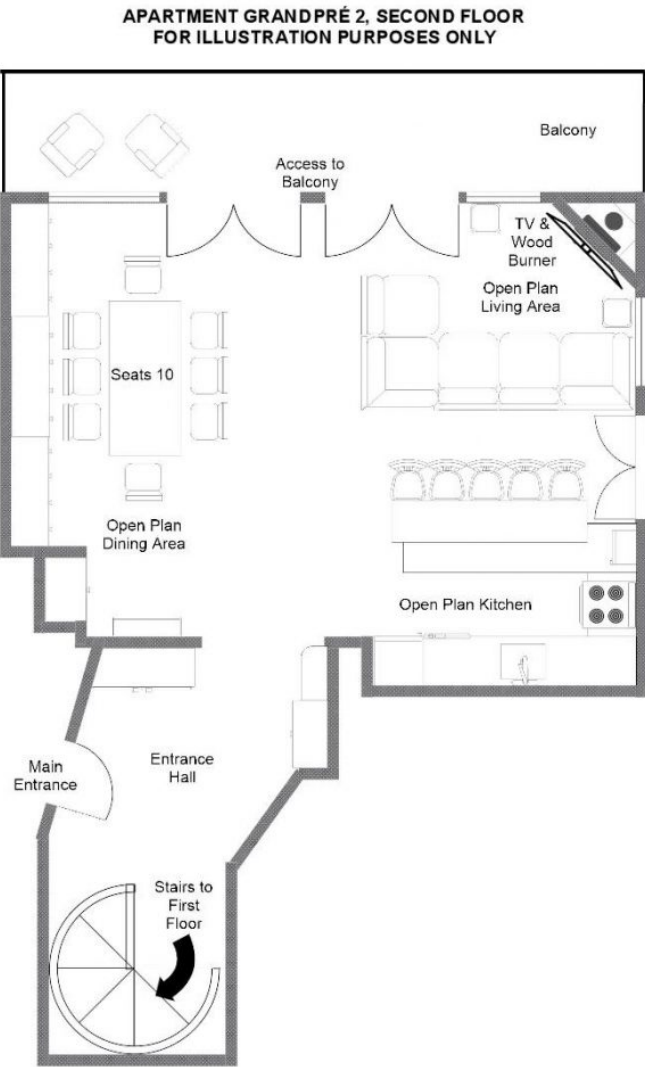 APARTMENT GRANDPRÉ 2, SECOND FLOOR
FOR ILLUSTRATION PURPOSES ONLY
Balcony
Access to
Balcony
TV &
Wood
Burner
Open Plan
Living Area
Seats 10
Open Plan
Dining Area
Open Plan Kitchen
Main
Entrance
Entrance
Hall
Stairs to
First
Floor